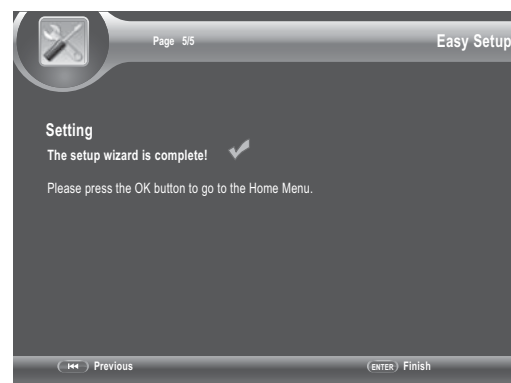 Page 5/5
Easy Setup
Setting
The setup wizard is complete!
Please press the OK button to go to the Home Menu.
Previous
ENTER Finish